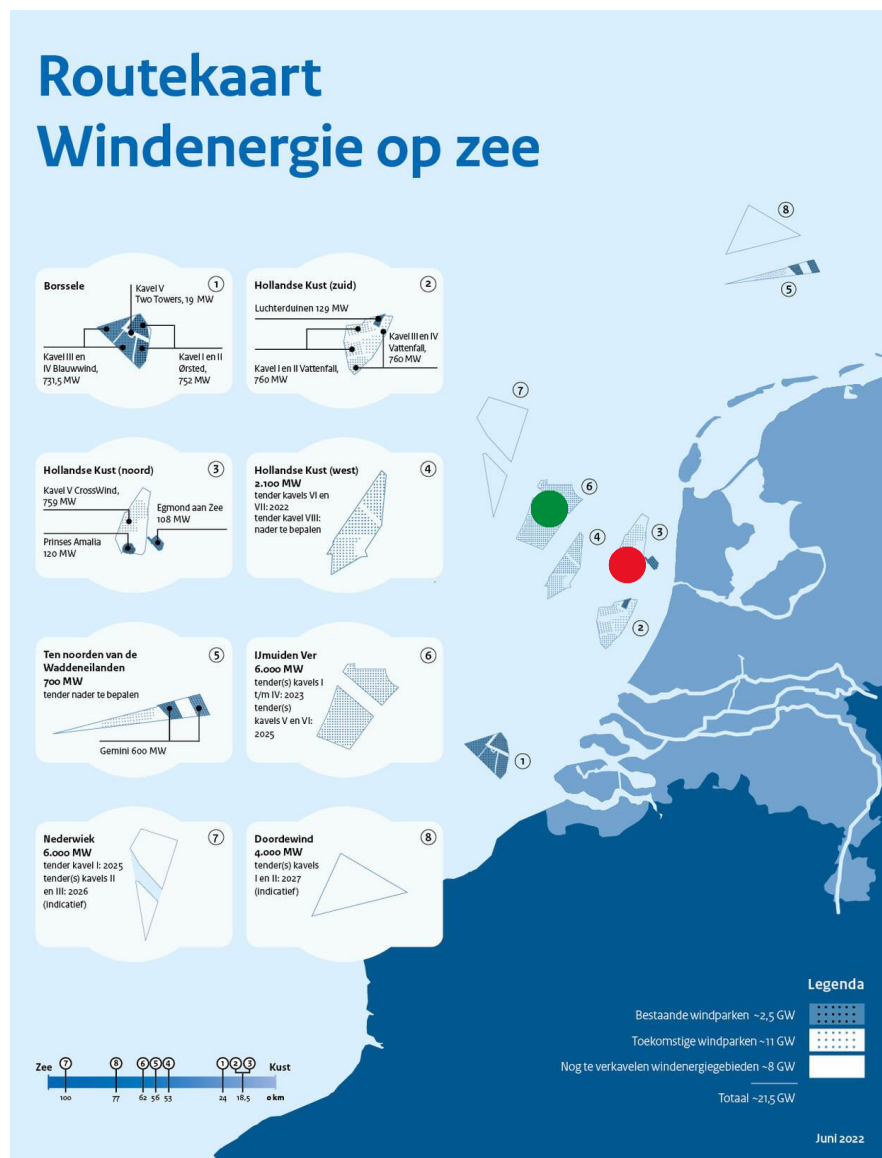 Routekaart
Windenergie op zee
Borssele
1
Kavel V
Two Towers, 19 MW
Kavel III en
IV Blauwwind,
731,5 MW
Kavel I en II
Ørsted,
752 MW
Hollandse Kust (zuid)
2
Luchterduinen 129 MW
Kavel III en IV
Vattenfall,
760 MW
Kavel I en II Vattenfall,
760 MW
Hollandse Kust (noord)
3
Kavel V CrossWind,
759 MW
Egmond aan Zee
108 MW
Prinses Amalia
120 MW
Hollandse Kust (west)
4
2.100 MW
tender kavels VI en
VII: 2022
tender kavel VIII:
nader te bepalen
Ten noorden van de
Waddeneilanden
5
700 MW
tender nader te bepalen
Gemini 600 MW
IJmuiden Ver
6
6.000 MW
tender(s) kavels I
t/m IV: 2023
tender(s)
kavels V en VI:
2025
Nederwiek
7
6.000 MW
tender kavel I: 2025
tender(s) kavels II
en III: 2026
(indicatief)
Doordewind
8
4.000 MW
tender(s) kavels
I en II: 2027
(indicatief)
8
5
7
6
4
3
2
1
Zee 7 8 6 5 4 1 2 3 Kust
100 77 62 56 53 24 18,5 0 km
Legenda
Bestaande windparken ~2,5 GW
Toekomstige windparken ~11 GW
Nog te verkavelen windenergiegebieden ~8 GW
Totaal ~21,5 GW
Juni 2022